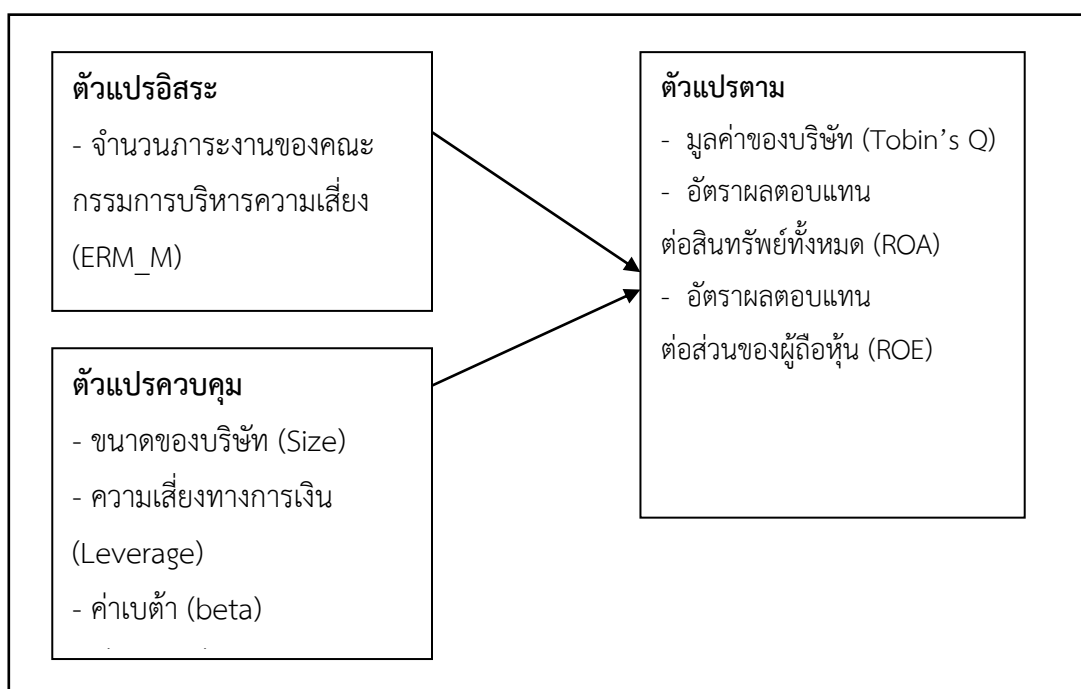 ตัวแปรอิสระ
- จำนวนภาระงานของคณะ
กรรมการบริหารความเสี่ยง
(ERM_M)
ตัวแปรควบคุม
- ขนาดของบริษัท (Size)
- ความเสี่ยงทางการเงิน
(Leverage)
- ค่าเบต้า (beta)
ตัวแปรตาม
- มูลค่าของบริษัท (Tobin’s Q)
- อัตราผลตอบแทน
ต่อสินทรัพย์ทั้งหมด (ROA)
- อัตราผลตอบแทน
ต่อส่วนของผู้ถือหุ้น (ROE)